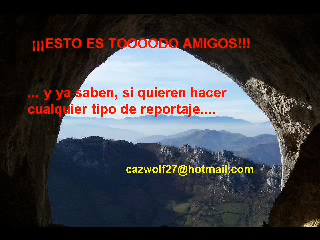 ¡¡¡ESTO ES TOOOODO AMIGOS!!!
... y ya saben, si quieren hacer
cualquier tipo de reportaje....
cazwolf27@hotmail.com